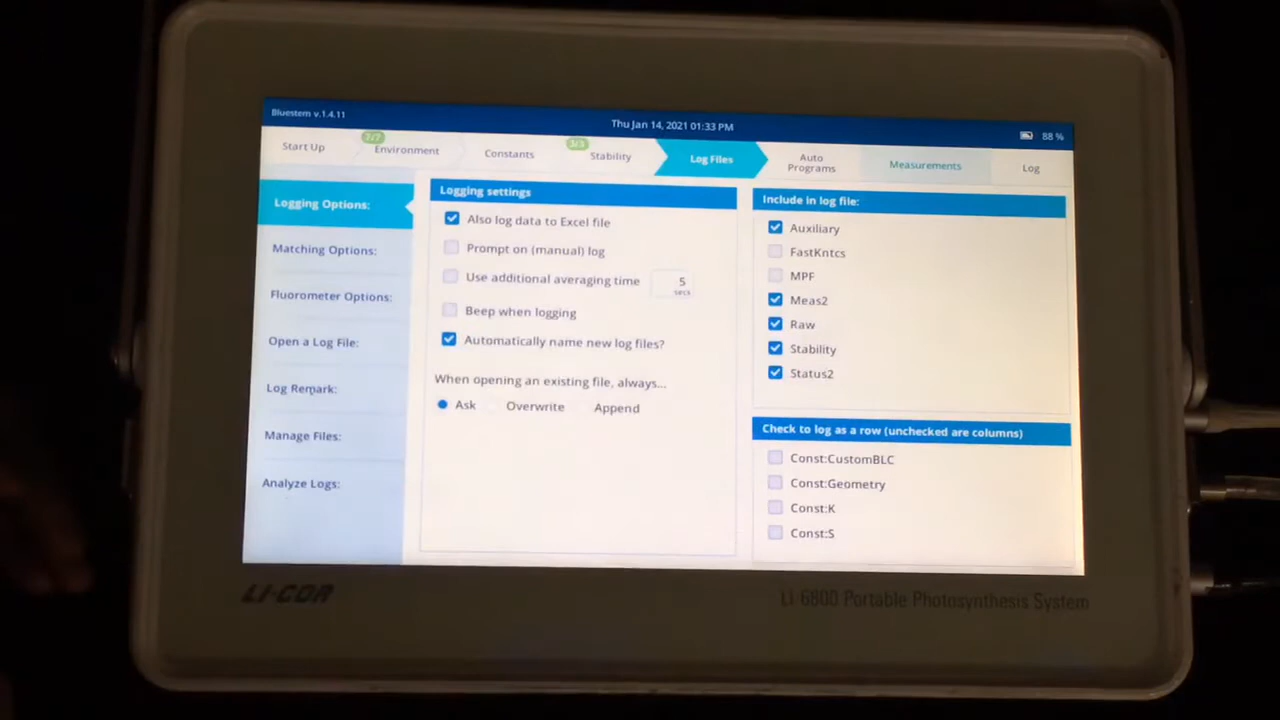 Bluestem v.1.4.11
Thu Jan 14, 2021 01:33 PM
88 %
Start Up
7/7
Environment
Constants
3/3
Stability
Log Files
Auto
Programs
Measurements
Log
Logging Options:
Matching Options:
Fluorometer Options:
Open a Log File:
Log Remark:
Manage Files:
Analyze Logs:
Logging settings
Also log data to Excel file
Prompt on (manual) log
Use additional averaging time 5
secs
Beep when logging
Automatically name new log files?
When opening an existing file, always...
Ask Overwrite Append
Include in log file:
Auxiliary
FastKntcs
MPF
Meas2
Raw
Stability
Status2
Check to log as a row (unchecked are columns)
Const:CustomBLC
Const:Geometry
Const:K
Const:S
LI-COR
LI-6800 Portable Photosynthesis System